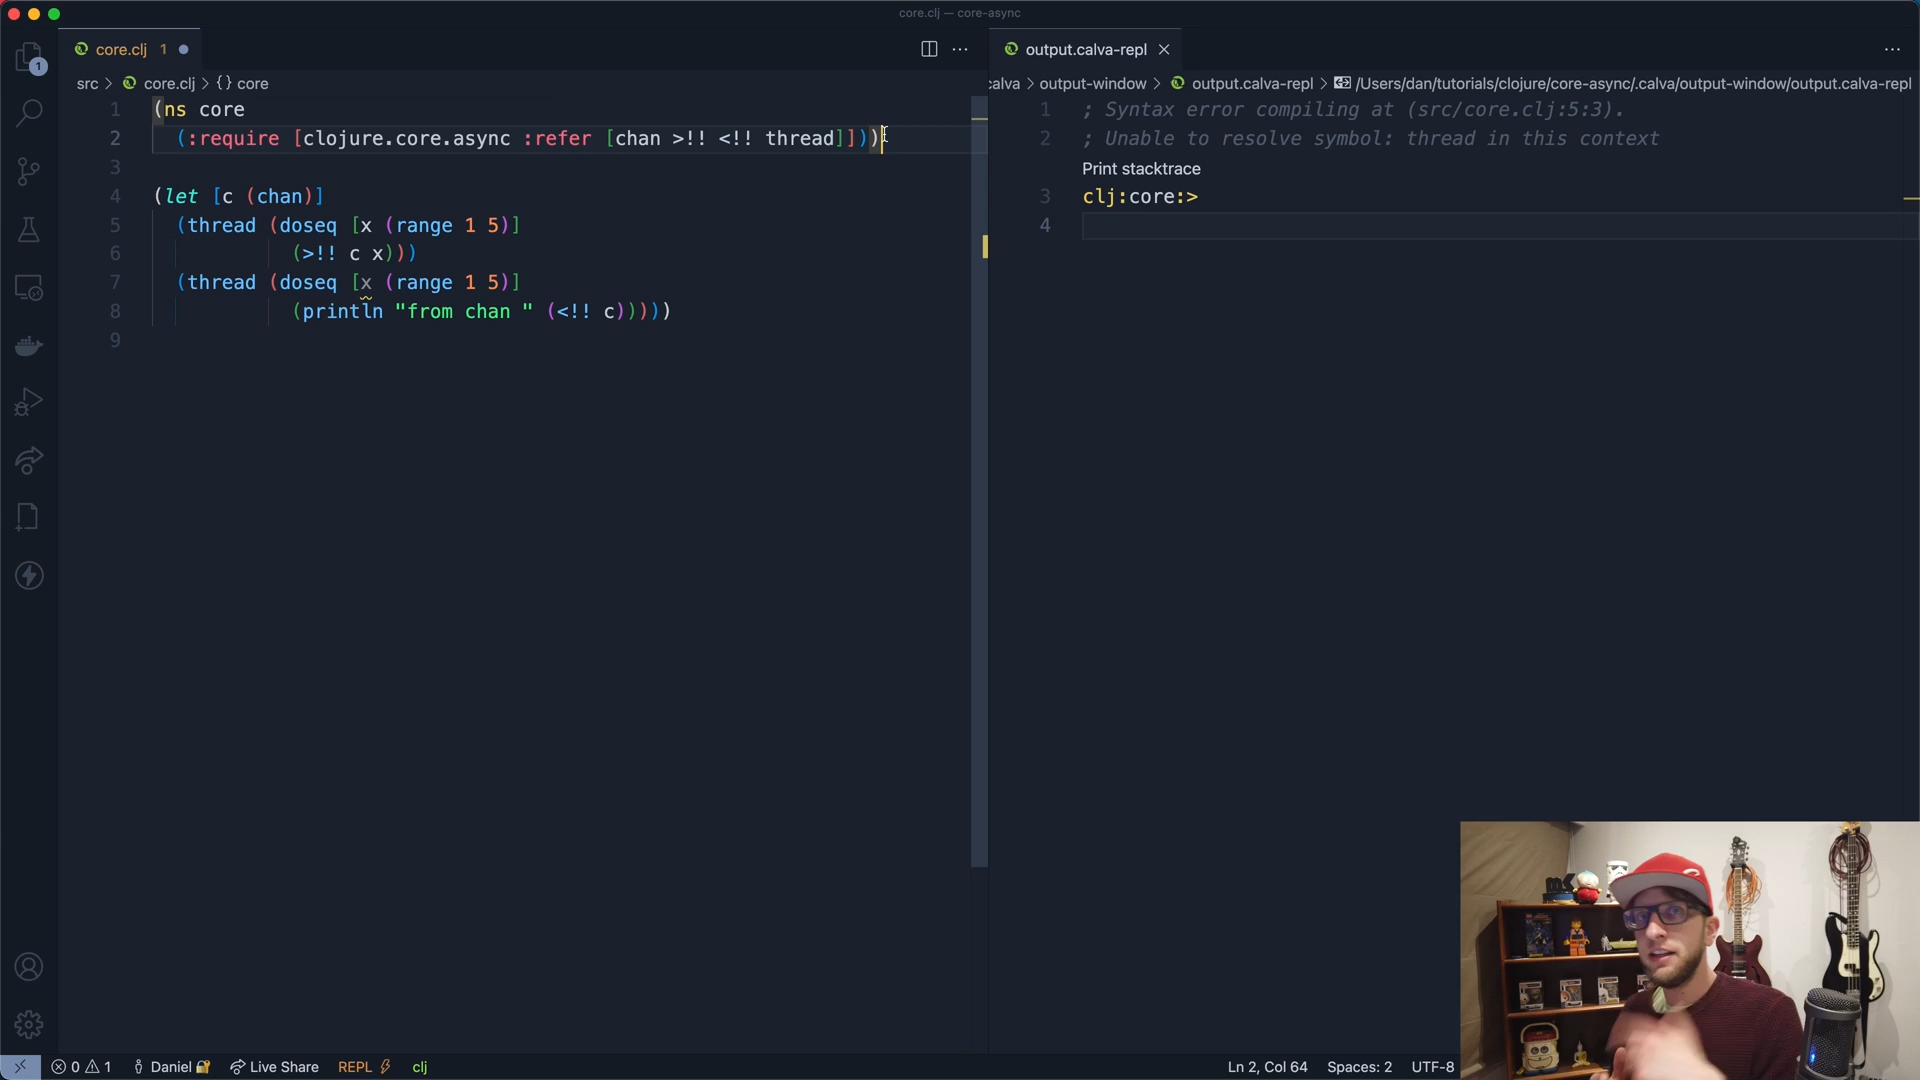 core.clj — core-async
core.clj 1
output.calva-repl
src > core.clj > {} core
calva > output-window > output.calva-repl > /Users/dan/tutorials/clojure/core-async/.calva/output-window/output.calva-repl
1
1 (ns core
2 (:require [clojure.core.async :refer [chan >!! <!! thread]]))
3
4 (let [c (chan)]
5 (thread (doseq [x (range 1 5)]
6 (>!! c x)))
7 (thread (doseq [x (range 1 5)]
8 (println "from chan " (<!! c)))))
9
1 ; Syntax error compiling at (src/core.clj:5:3).
2 ; Unable to resolve symbol: thread in this context
Print stacktrace
3 clj:core:>
4
0 1 Daniel Live Share REPL clj
Ln 2, Col 64 Spaces: 2 UTF-8